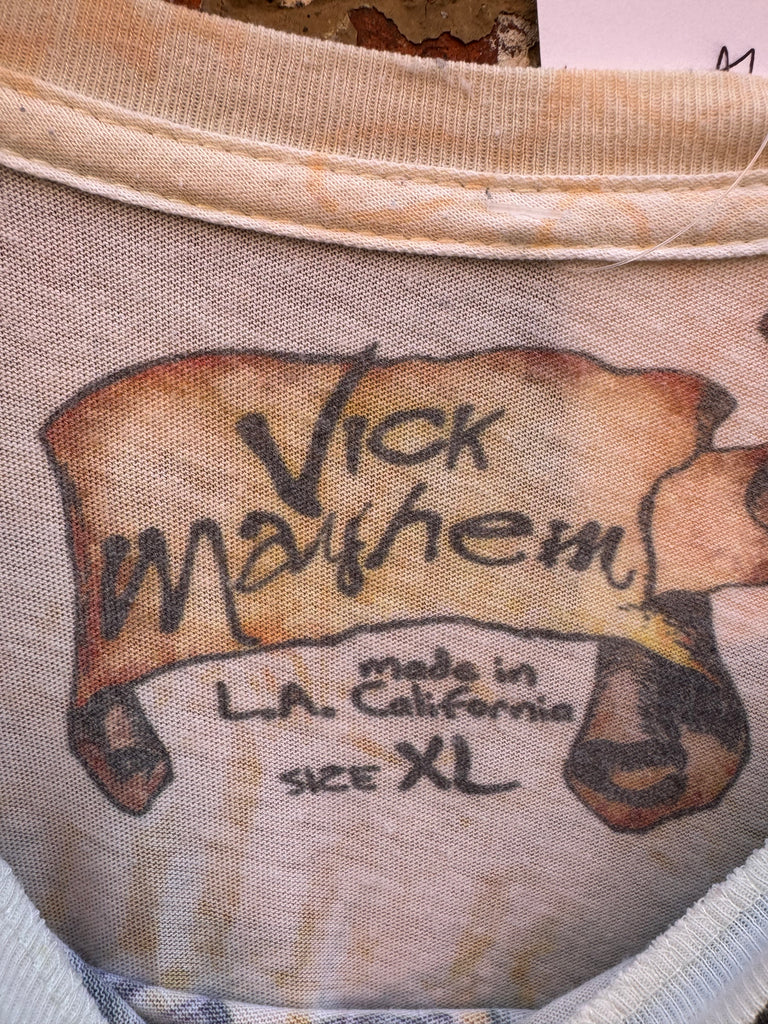 Vick
Mayhem
made in
L.A. California
SIZE XL